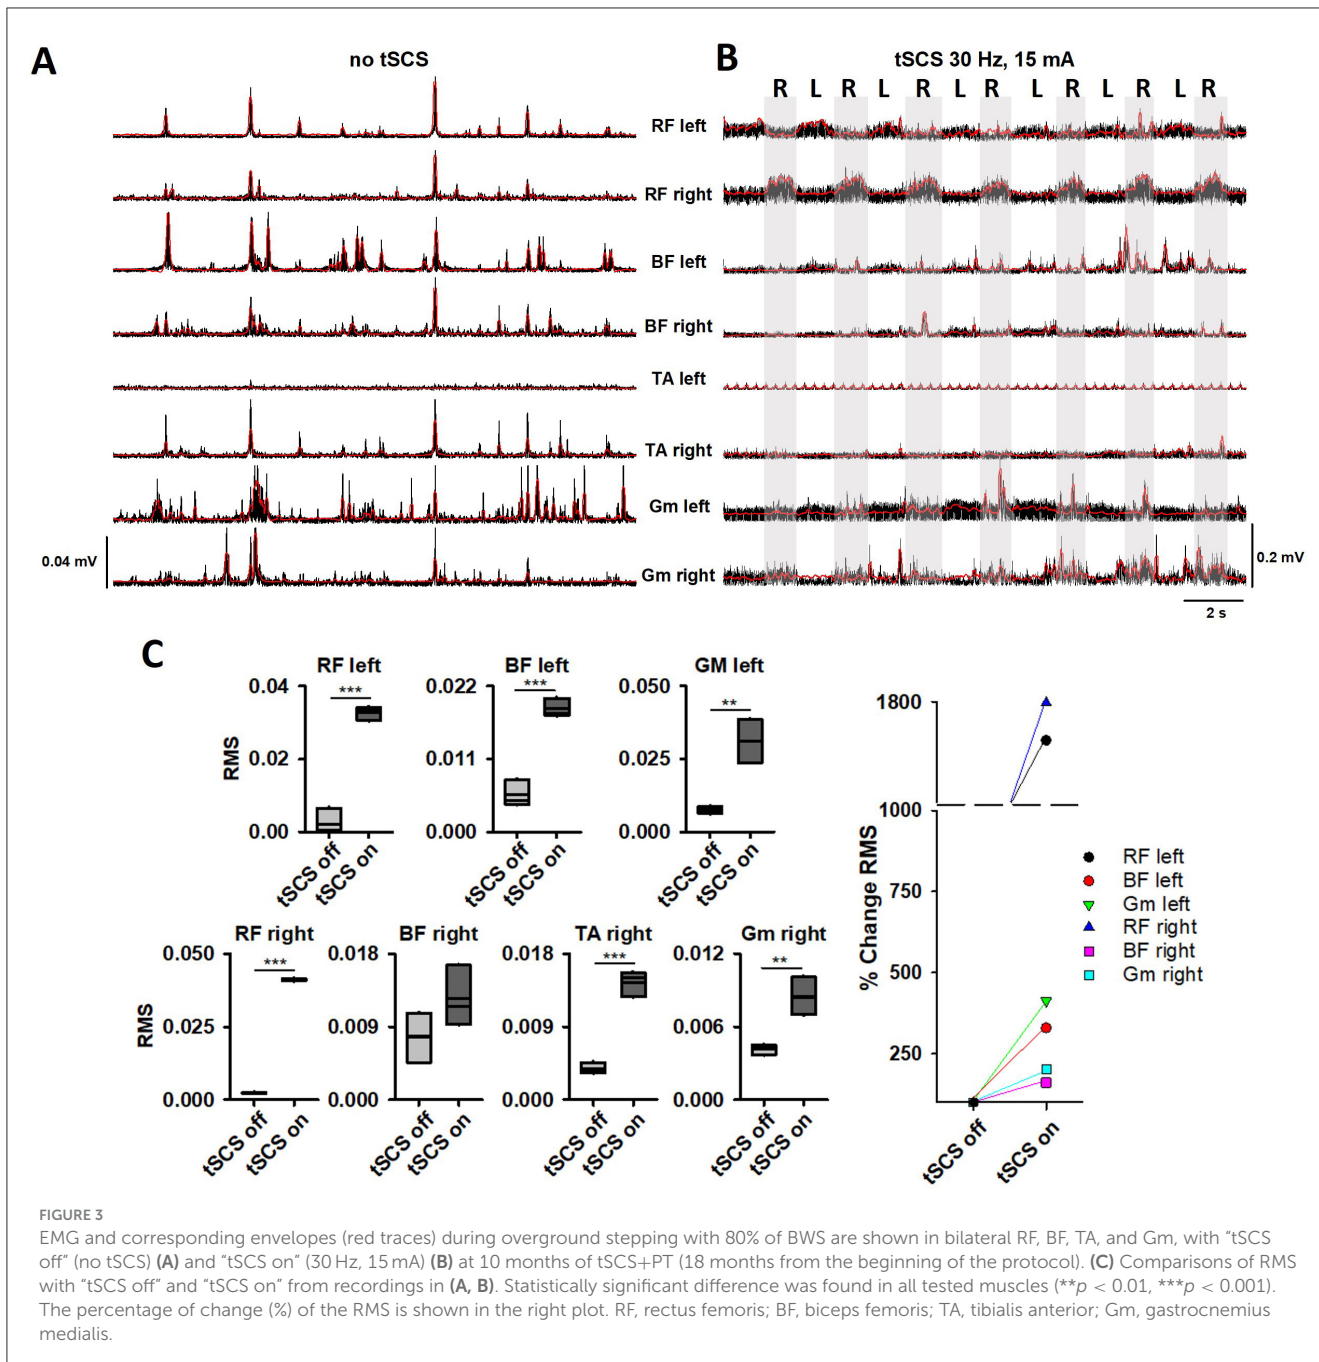 A
no tSCS
B
tSCS 30 Hz, 15 mA
R L R L R L R L R L R L R
RF left
RF right
BF left
BF right
TA left
TA right
Gm left
Gm right
0.04 mV
0.2 mV
2 s
C
RF left
BF left
GM left
RMS
0.04
0.02
0.00
***
tSCS off
tSCS on
0.022
0.011
0.000
***
tSCS off
tSCS on
0.050
0.025
0.000
**
tSCS off
tSCS on
RF right
BF right
TA right
Gm right
RMS
0.050
0.025
0.000
***
tSCS off
tSCS on
0.018
0.009
0.000
tSCS off
tSCS on
0.018
0.009
0.000
***
tSCS off
tSCS on
0.012
0.006
0.000
**
tSCS off
tSCS on
% Change RMS
1800
1000
750
500
250
tSCS off
tSCS on
RF left
BF left
Gm left
RF right
BF right
Gm right
FIGURE 3
EMG and corresponding envelopes (red traces) during overground stepping with 80% of BWS are shown in bilateral RF, BF, TA, and Gm, with “tSCS
off” (no tSCS) (A) and “tSCS on” (30 Hz, 15 mA) (B) at 10 months of tSCS+PT (18 months from the beginning of the protocol). (C) Comparisons of RMS
with “tSCS off” and “tSCS on” from recordings in (A, B). Statistically significant difference was found in all tested muscles (**p < 0.01, ***p < 0.001).
The percentage of change (%) of the RMS is shown in the right plot. RF, rectus femoris; BF, biceps femoris; TA, tibialis anterior; Gm, gastrocnemius
medialis.